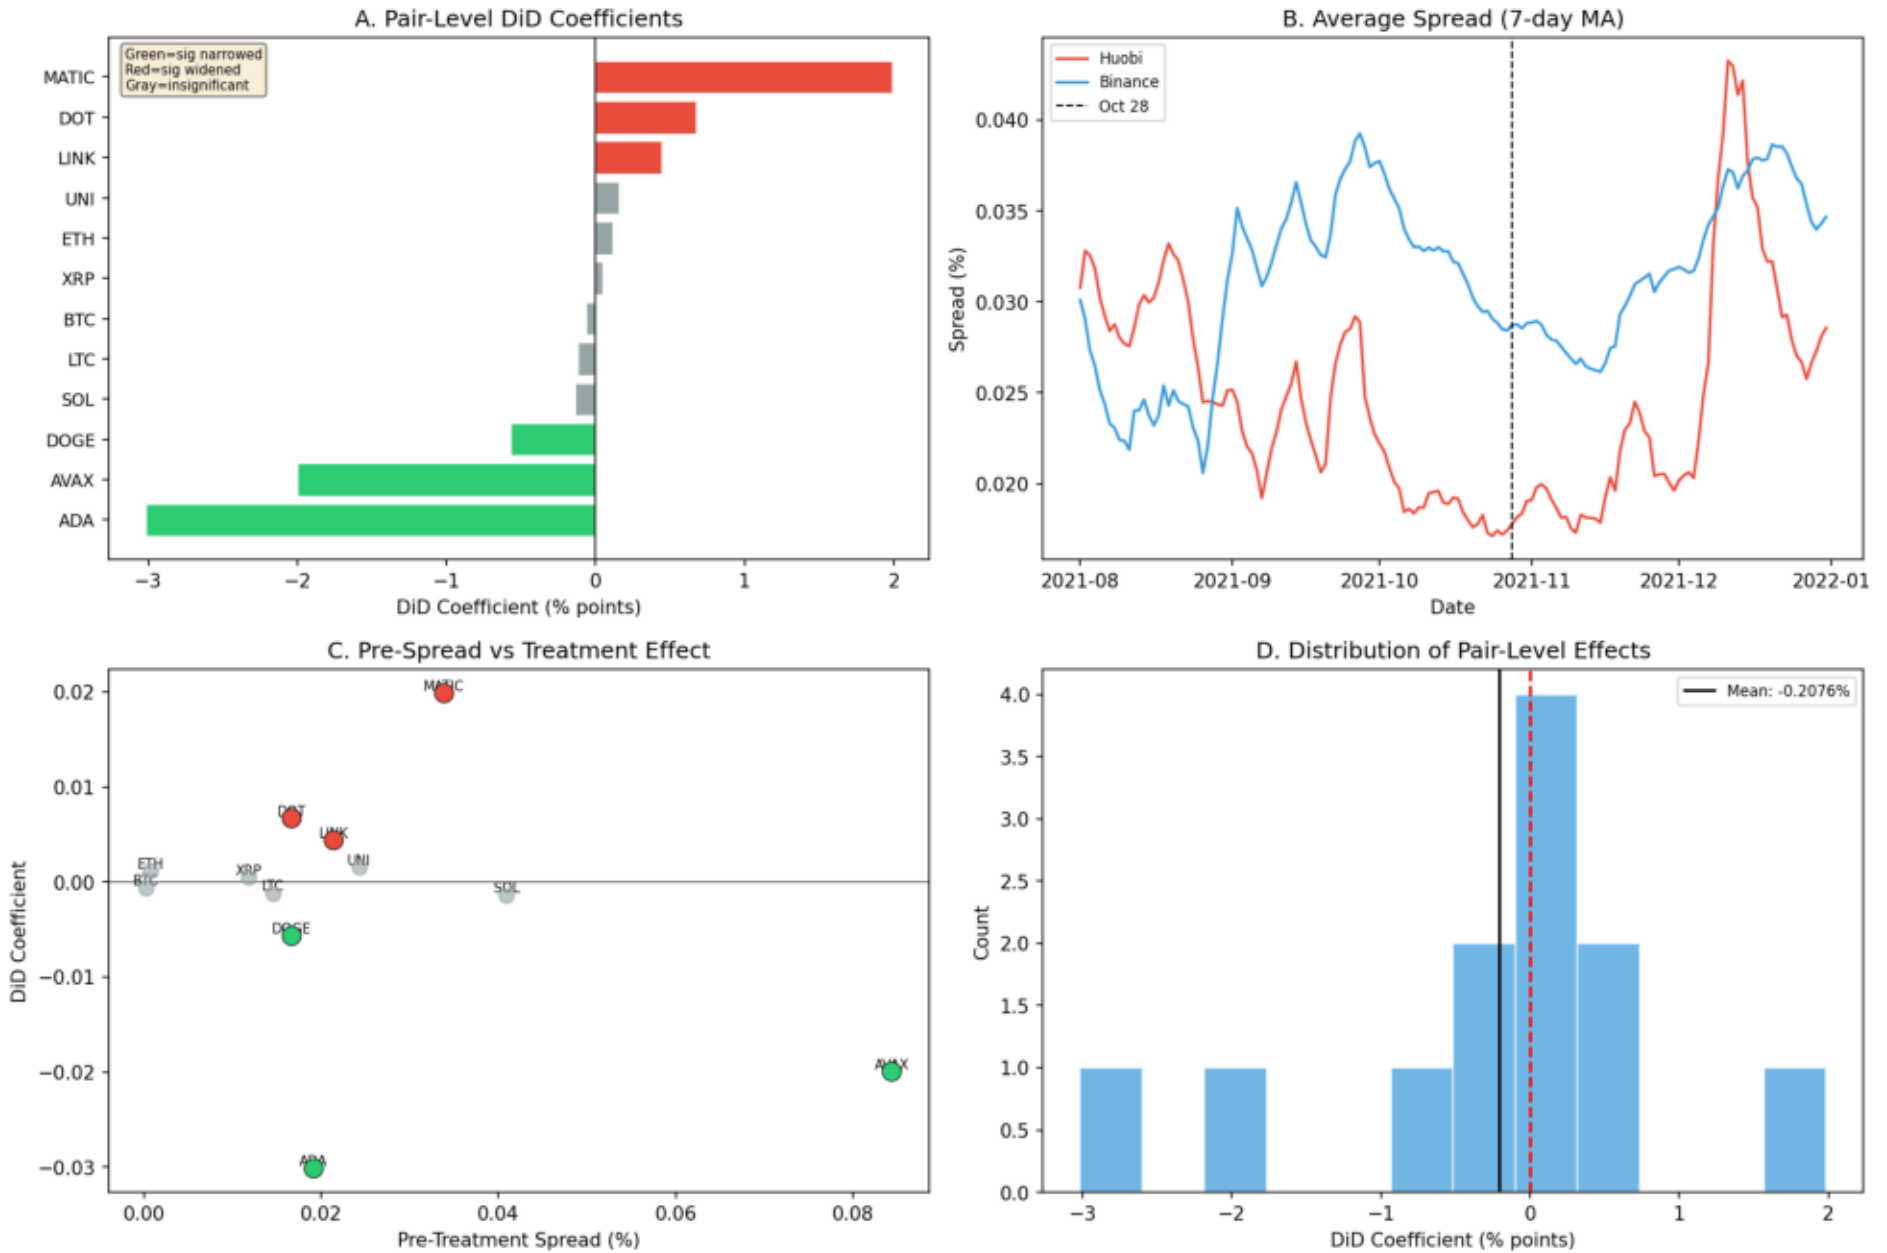 A. Pair-Level DiD Coefficients
Green=sig narrowed
Red=sig widened
Gray=insignificant
MATIC
DOT
LINK
UNI
ETH
XRP
BTC
LTC
SOL
DOGE
AVAX
ADA
−3
−2
−1
0
1
2
DiD Coefficient (% points)
B. Average Spread (7-day MA)
Huobi
Binance
Oct 28
0.040
0.035
0.030
0.025
0.020
Spread (%)
2021-08
2021-09
2021-10
2021-11
2021-12
2022-01
Date
C. Pre-Spread vs Treatment Effect
0.02
0.01
0.00
−0.01
−0.02
−0.03
DiD Coefficient
MATIC
DOT
LINK
UNI
ETH
XRP
BTC
LTC
SOL
DOGE
AVAX
ADA
0.00
0.02
0.04
0.06
0.08
Pre-Treatment Spread (%)
D. Distribution of Pair-Level Effects
Mean: -0.2076%
4.0
3.5
3.0
2.5
2.0
1.5
1.0
0.5
0.0
Count
−3
−2
−1
0
1
2
DiD Coefficient (% points)